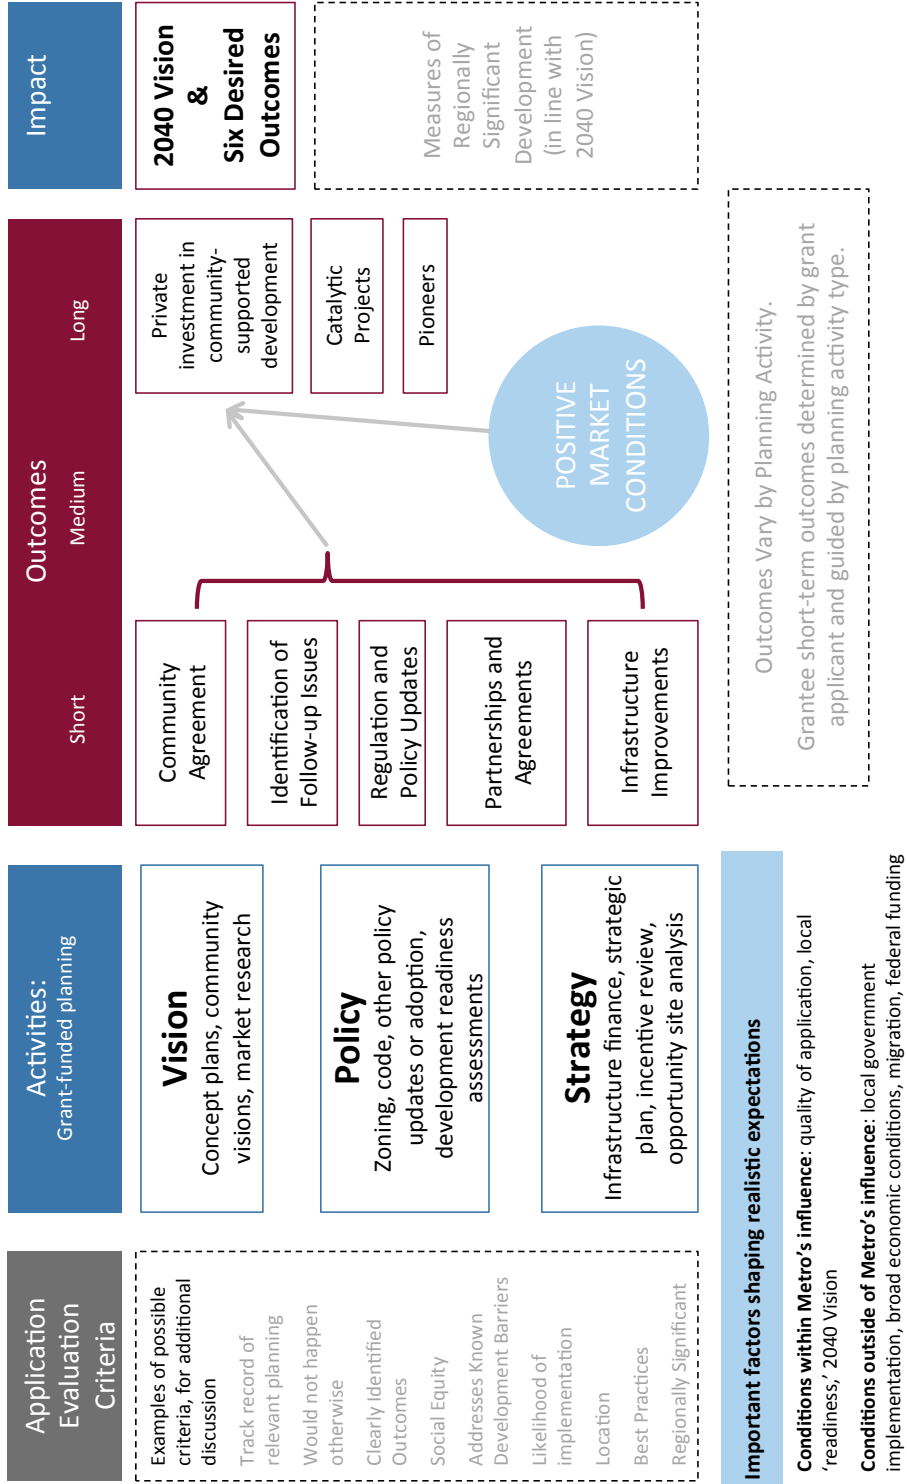 Application
Evaluation
Criteria
Examples of possible
criteria, for additional
discussion
Track record of
relevant planning
Would not happen
otherwise
Clearly Identified
Outcomes
Social Equity
Addresses Known
Development Barriers
Likelihood of
implementation
Location
Best Practices
Regionally Significant
Activities:
Grant-funded planning
Vision
Concept plans, community
visions, market research
Policy
Zoning, code, other policy
updates or adoption,
development readiness
assessments
Strategy
Infrastructure finance, strategic
plan, incentive review,
opportunity site analysis
Outcomes
Short
Medium
Long
Community
Agreement
Identification of
Follow-up Issues
Regulation and
Policy Updates
Partnerships and
Agreements
Infrastructure
Improvements
POSITIVE
MARKET
CONDITIONS
Private
investment in
community-
supported
development
Catalytic
Projects
Pioneers
Impact
2040 Vision
&
Six Desired
Outcomes
Measures of
Regionally
Significant
Development
(in line with
2040 Vision)
Important factors shaping realistic expectations
Conditions within Metro's influence: quality of application, local
'readiness,' 2040 Vision
Conditions outside of Metro's influence: local government
implementation, broad economic conditions, migration, federal funding
Outcomes Vary by Planning Activity.
Grantee short-term outcomes determined by grant
applicant and guided by planning activity type.